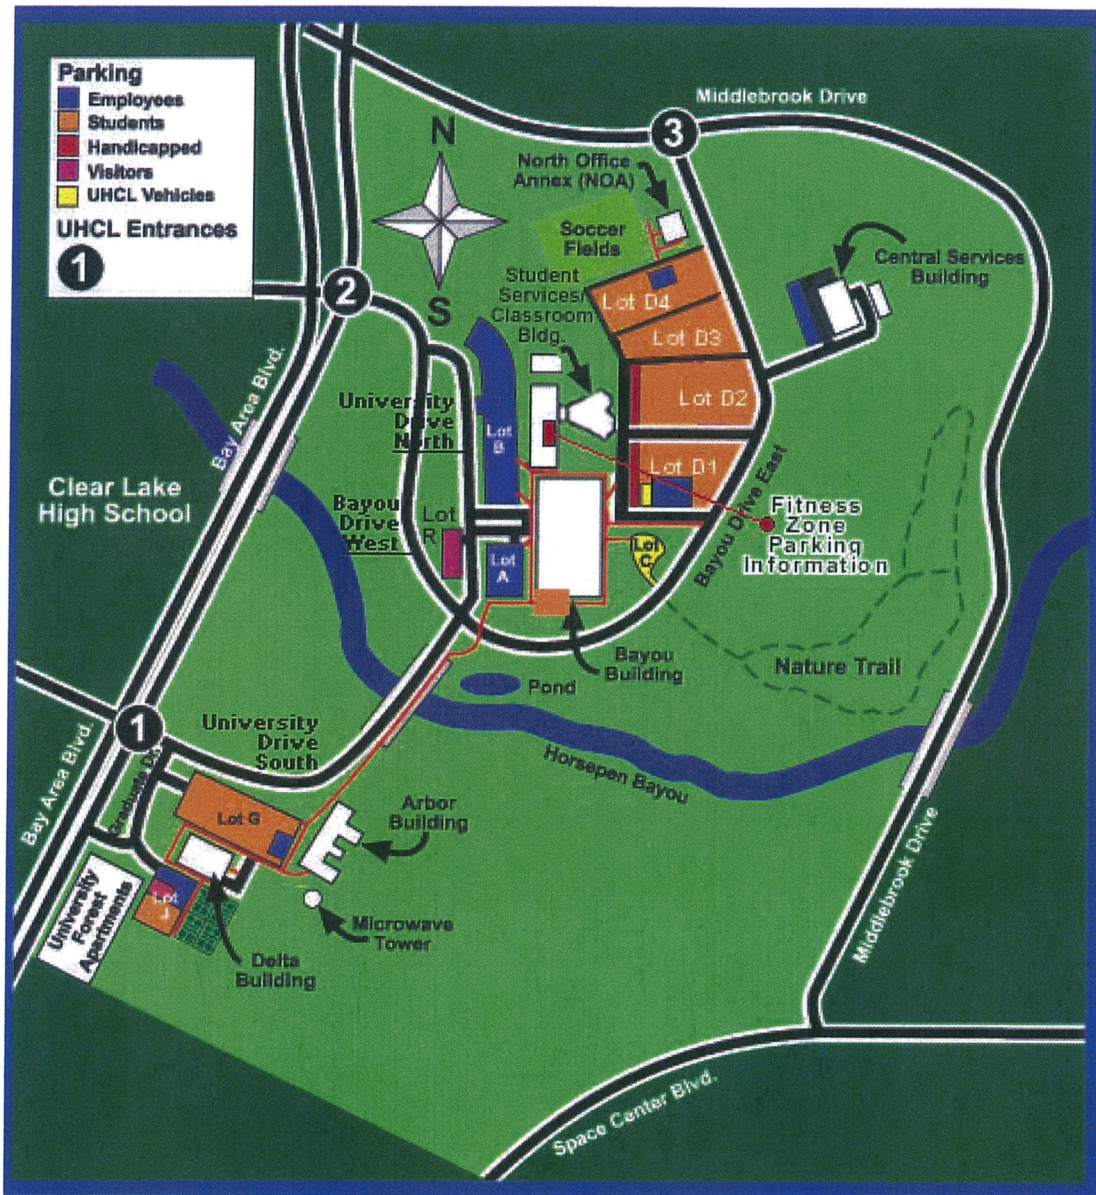 Parking
Employees
Students
Handicapped
Visitors
UHCL Vehicles
UHCL Entrances
1
N
S
2
3
Middlebrook Drive
North Office
Annex (NOA)
Soccer
Fields
Central Services
Building
Student
Services/
Classroom
Bldg.
Lot D4
Lot D3
Lot D2
Lot D1
Bay Area Blvd.
University
Drive
North
Lot
B
Clear Lake
High School
Bayou
Drive
West
Lot
R
Lot
A
Lot
C
Bayou Drive East
Fitness
Zone
Parking
Information
Bayou
Building
Nature Trail
Pond
Horsepen Bayou
1
University
Drive
South
Bay Area Blvd.
Graduate Dr.
Lot G
Arbor
Building
Lot
J
University
Forest
Apartments
Microwave
Tower
Delta
Building
Middlebrook Drive
Space Center Blvd.